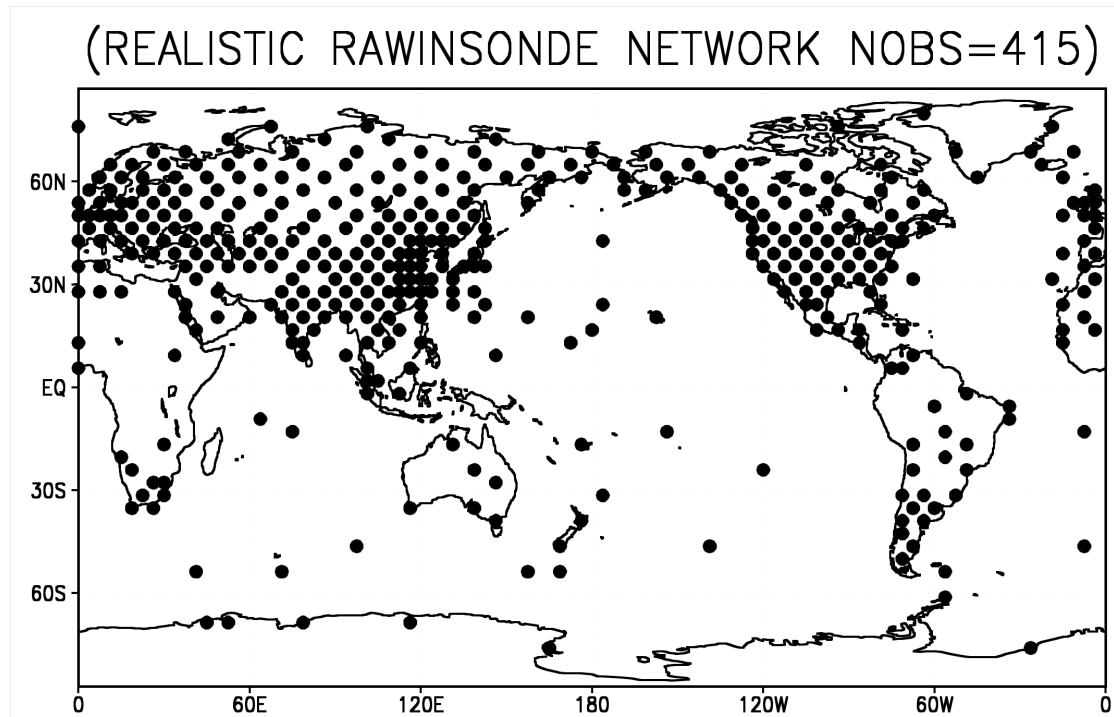 (REALISTIC RAWINSONDE NETWORK NOBS=415)
60N
30N
EQ
30S
60S
0 60E 120E 180 120W 60W 0